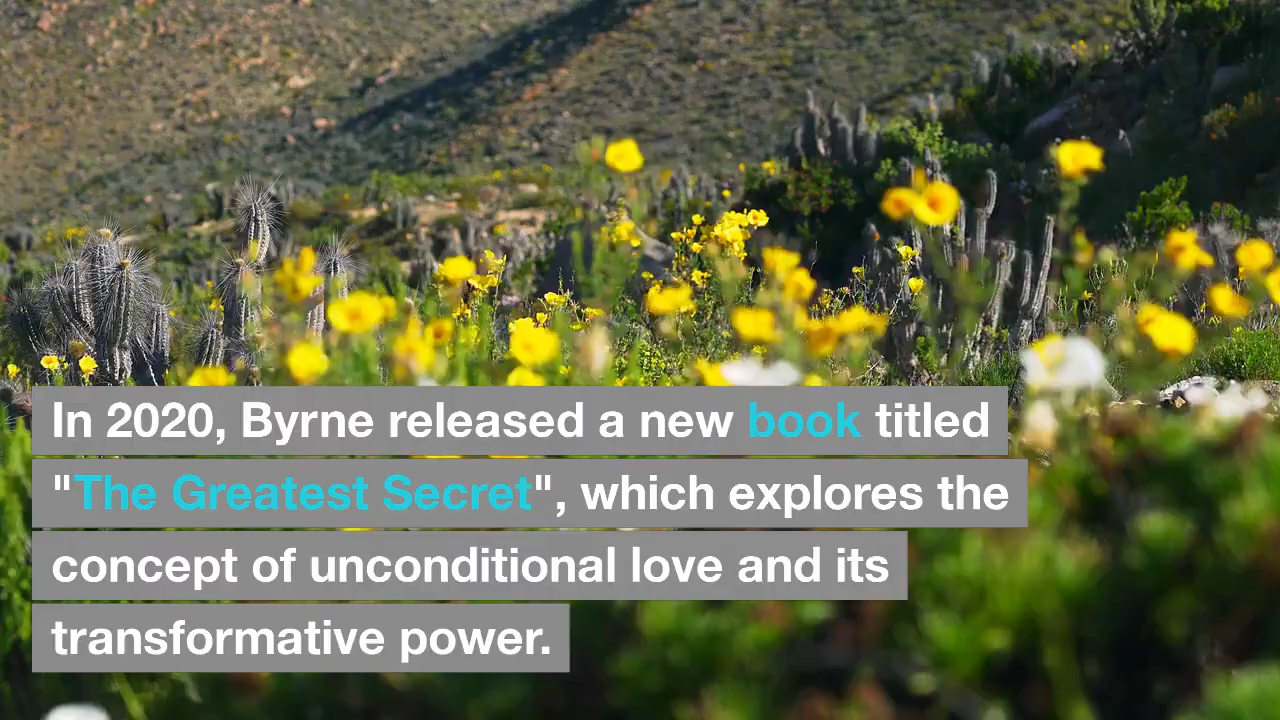 In 2020, Byrne released a new book titled
"The Greatest Secret", which explores the
concept of unconditional love and its
transformative power.